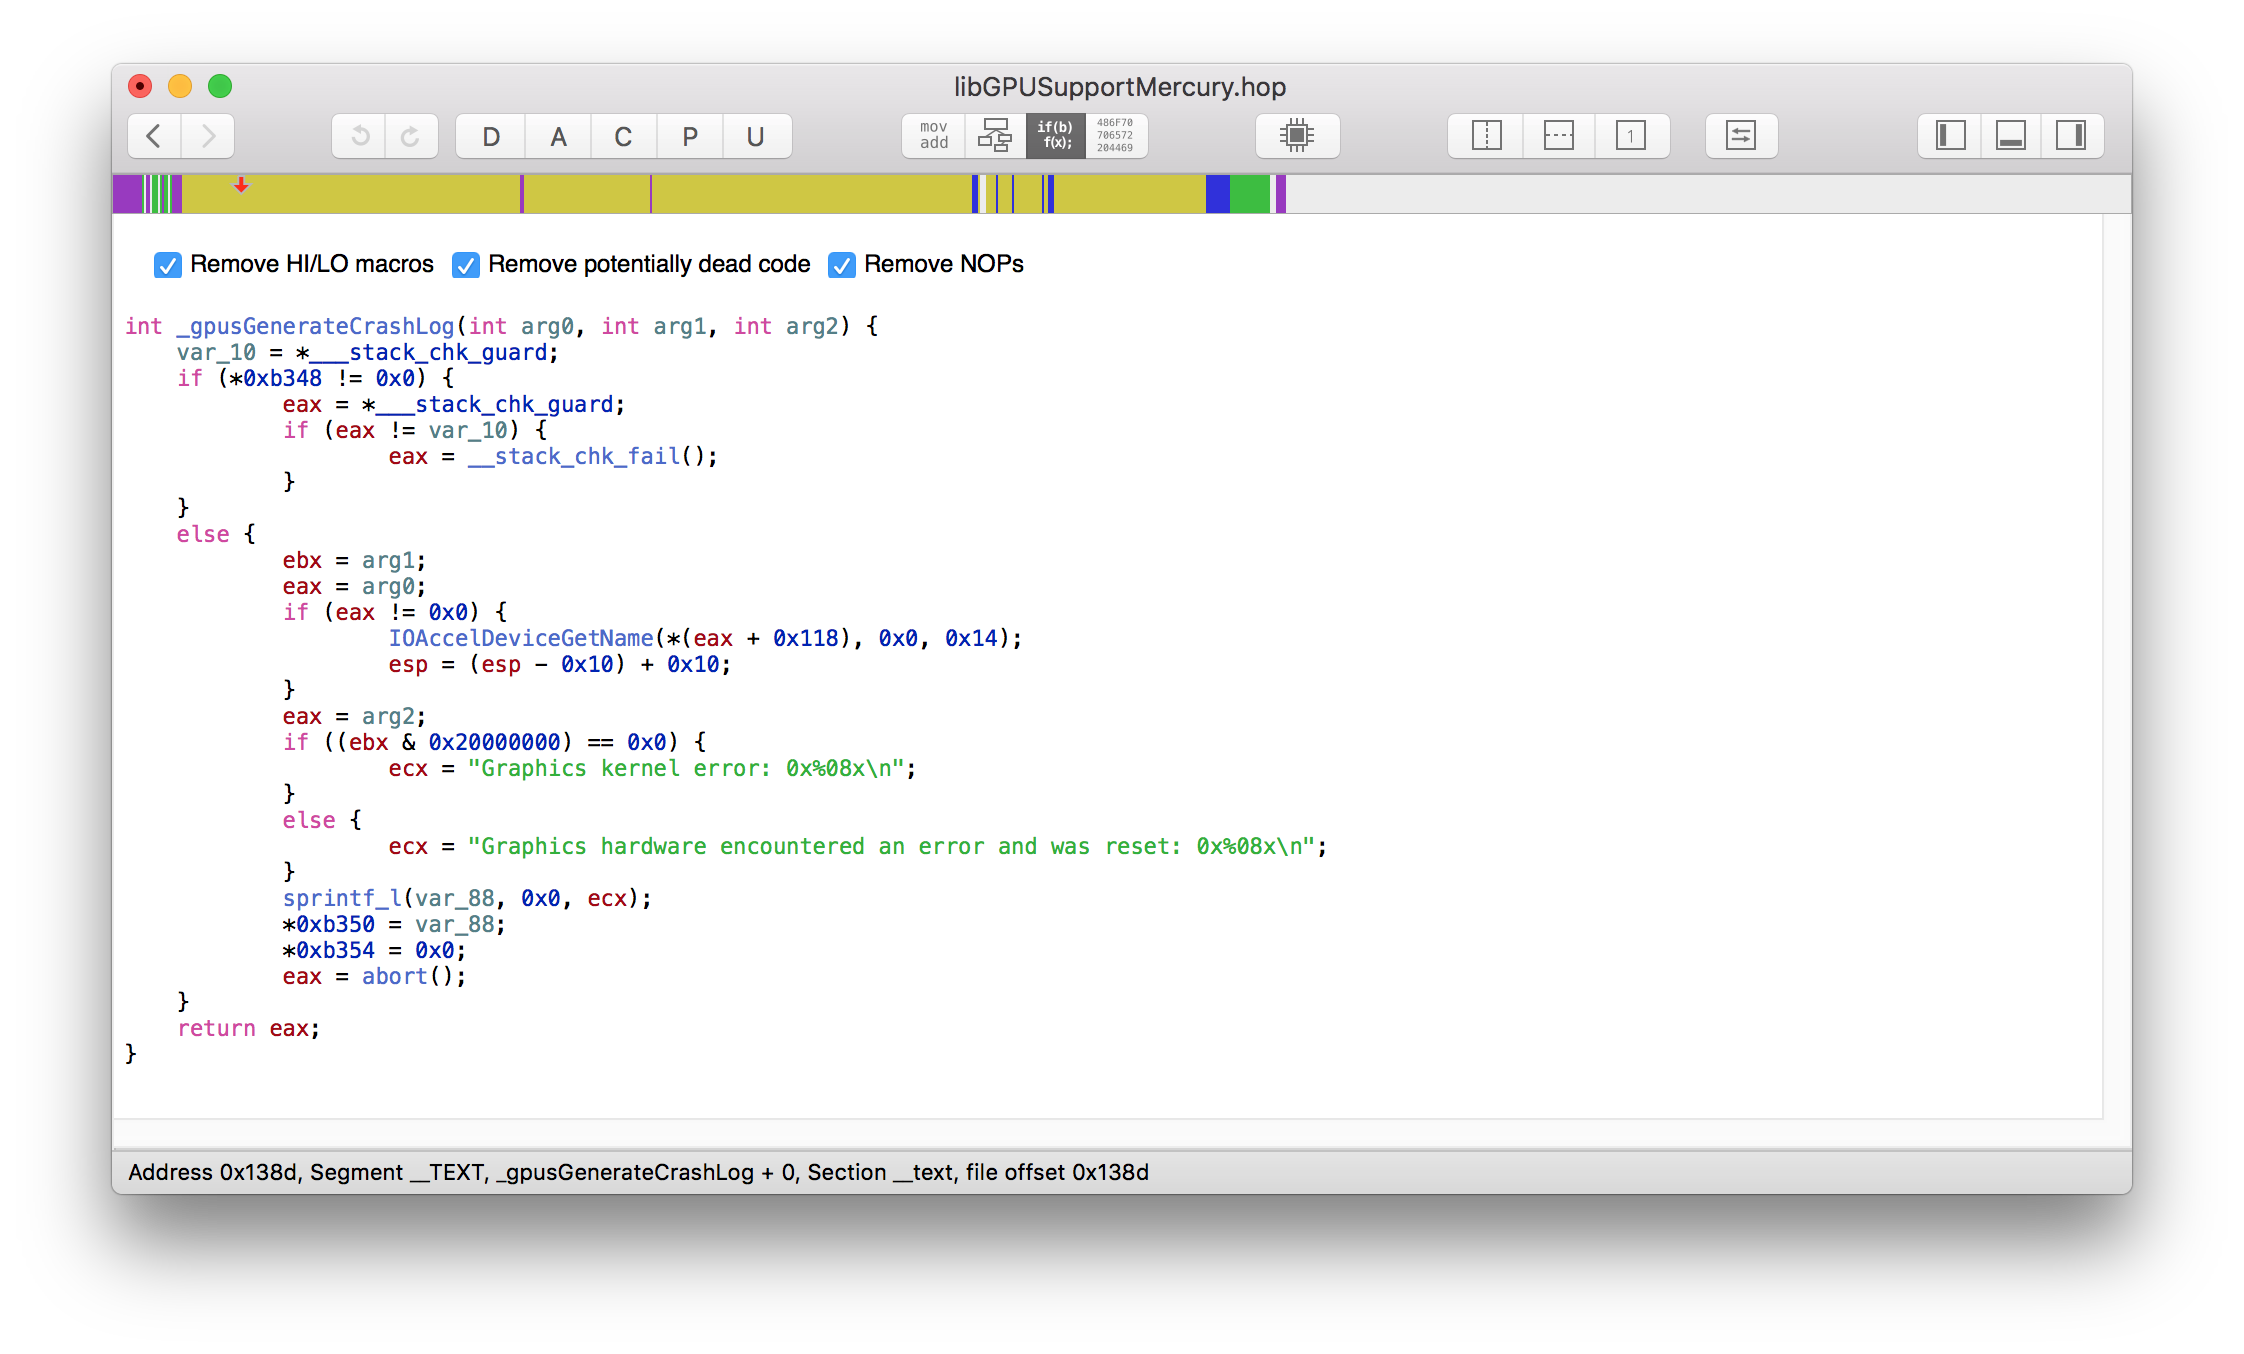 libGPUSupportMercury.hop
D A C P U mov add if(b) f(x); 486F70 706572 204469 1
Remove HI/LO macros Remove potentially dead code Remove NOPs
int _gpusGenerateCrashLog(int arg0, int arg1, int arg2) {
    var_10 = *___stack_chk_guard;
    if (*0xb348 != 0x0) {
            eax = *___stack_chk_guard;
            if (eax != var_10) {
                    eax = __stack_chk_fail();
            }
    }
    else {
            ebx = arg1;
            eax = arg0;
            if (eax != 0x0) {
                    IOAccelDeviceGetName(*(eax + 0x118), 0x0, 0x14);
                    esp = (esp - 0x10) + 0x10;
            }
            eax = arg2;
            if ((ebx & 0x20000000) == 0x0) {
                    ecx = "Graphics kernel error: 0x%08x\n";
            }
            else {
                    ecx = "Graphics hardware encountered an error and was reset: 0x%08x\n";
            }
            sprintf_l(var_88, 0x0, ecx);
            *0xb350 = var_88;
            *0xb354 = 0x0;
            eax = abort();
    }
    return eax;
}
Address 0x138d, Segment __TEXT, _gpusGenerateCrashLog + 0, Section __text, file offset 0x138d